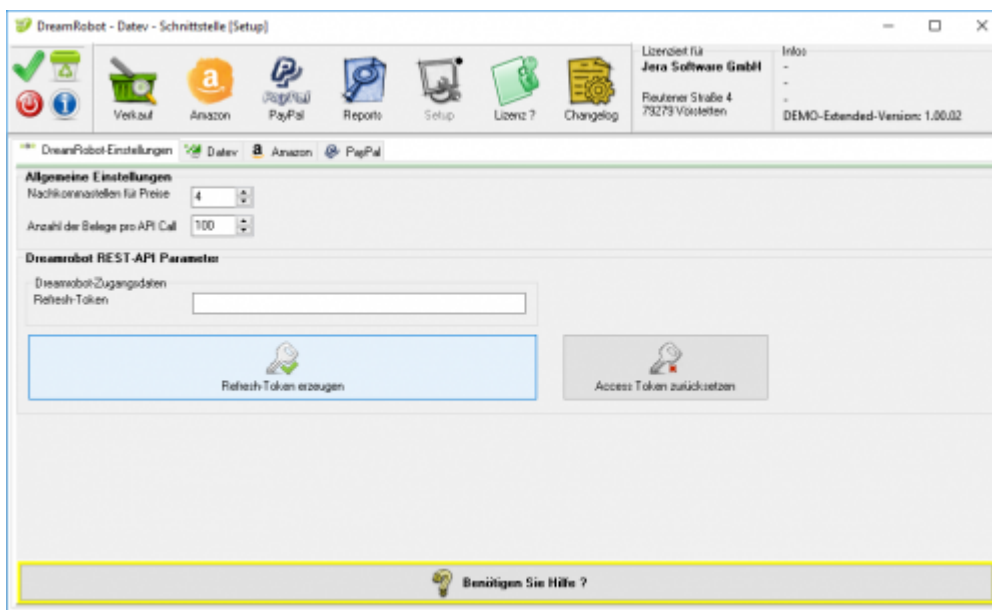 DreamRobot - Datev - Schnittstelle [Setup]
Verkauf
Amazon
PayPal
PayPal
Reports
Setup
Lizenz ?
Changelog
Lizenziert für
Jera Software GmbH
Reutener Straße 4
79279 Vörstetten
Infos
-
-
-
DEMO-Extended-Version: 1.00.02
DreamRobot-Einstellungen
Datev
Amazon
PayPal
Allgemeine Einstellungen
Nachkommastellen für Preise
4
Anzahl der Belege pro API Call
100
Dreamrobot REST-API Parameter
Dreamrobot-Zugangsdaten
Refresh-Token
Refresh-Token erzeugen
Access Token zurücksetzen
Benötigen Sie Hilfe ?